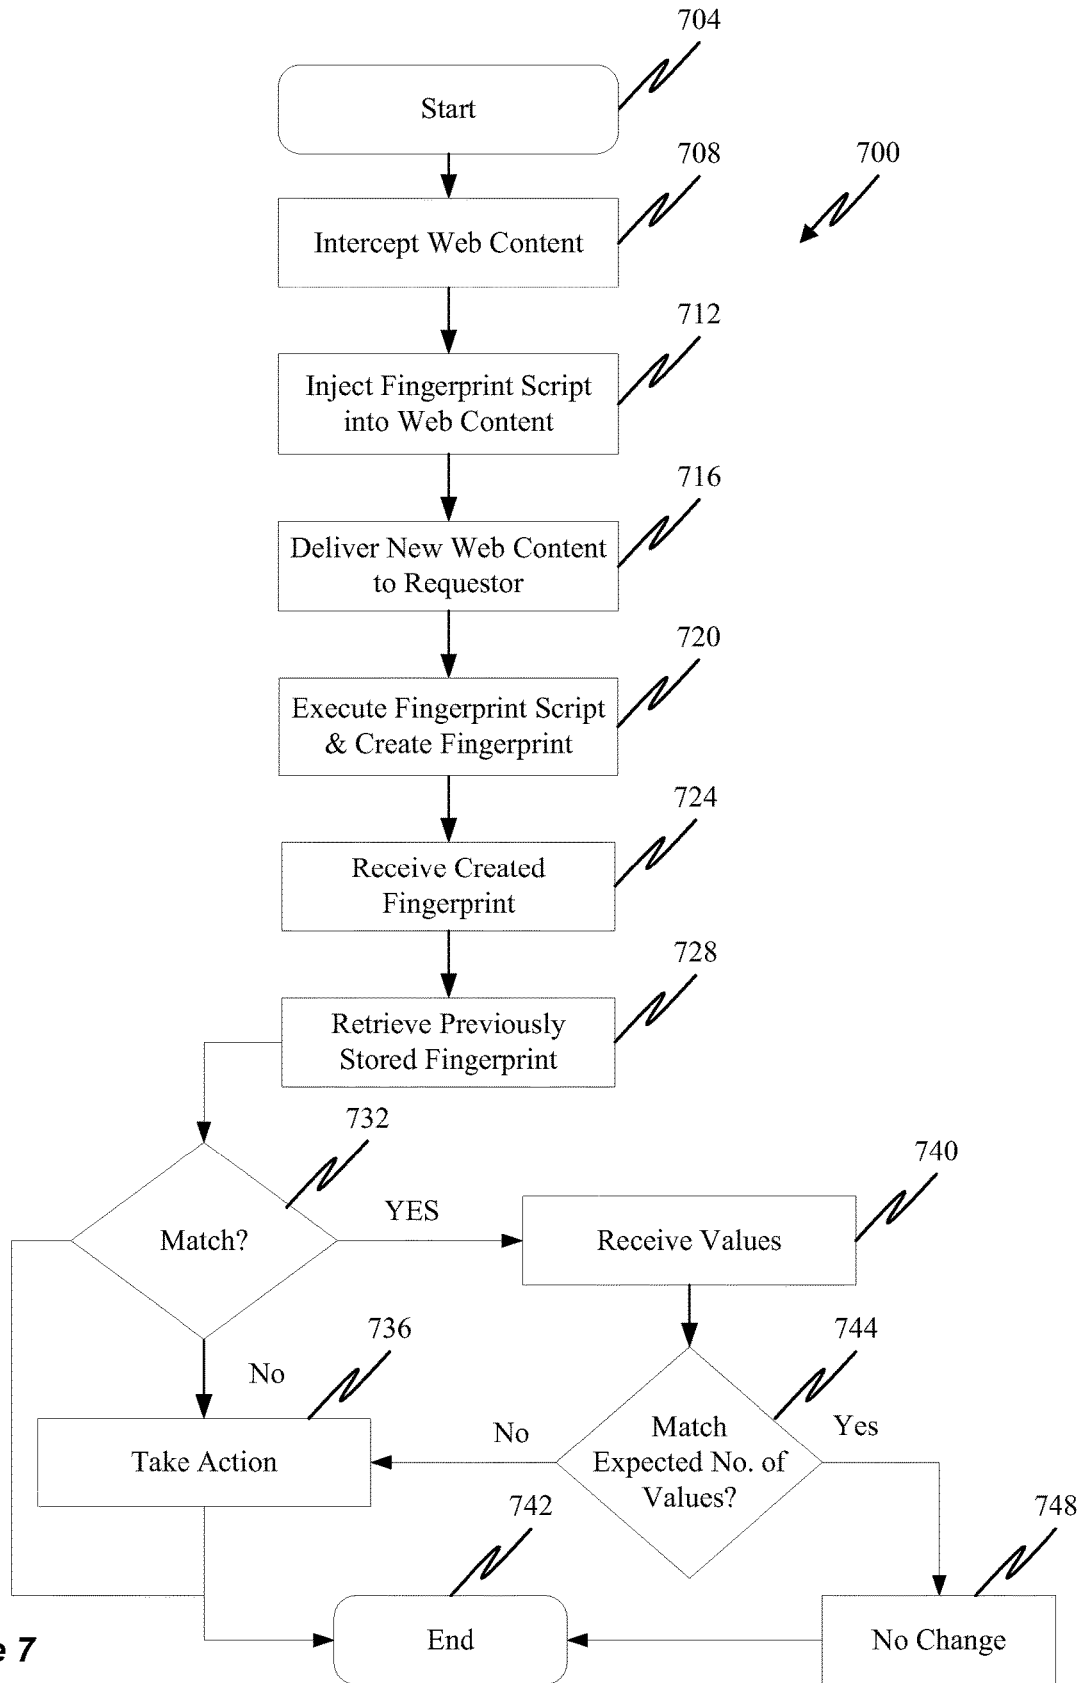 704
Start
708
700
Intercept Web Content
712
Inject Fingerprint Script
into Web Content
716
Deliver New Web Content
to Requestor
720
Execute Fingerprint Script
& Create Fingerprint
724
Receive Created
Fingerprint
728
Retrieve Previously
Stored Fingerprint
732
740
YES
Match?
Receive Values
736
744
No
No
Match
Expected No. of
Values?
Yes
Take Action
742
748
End
No Change
e 7